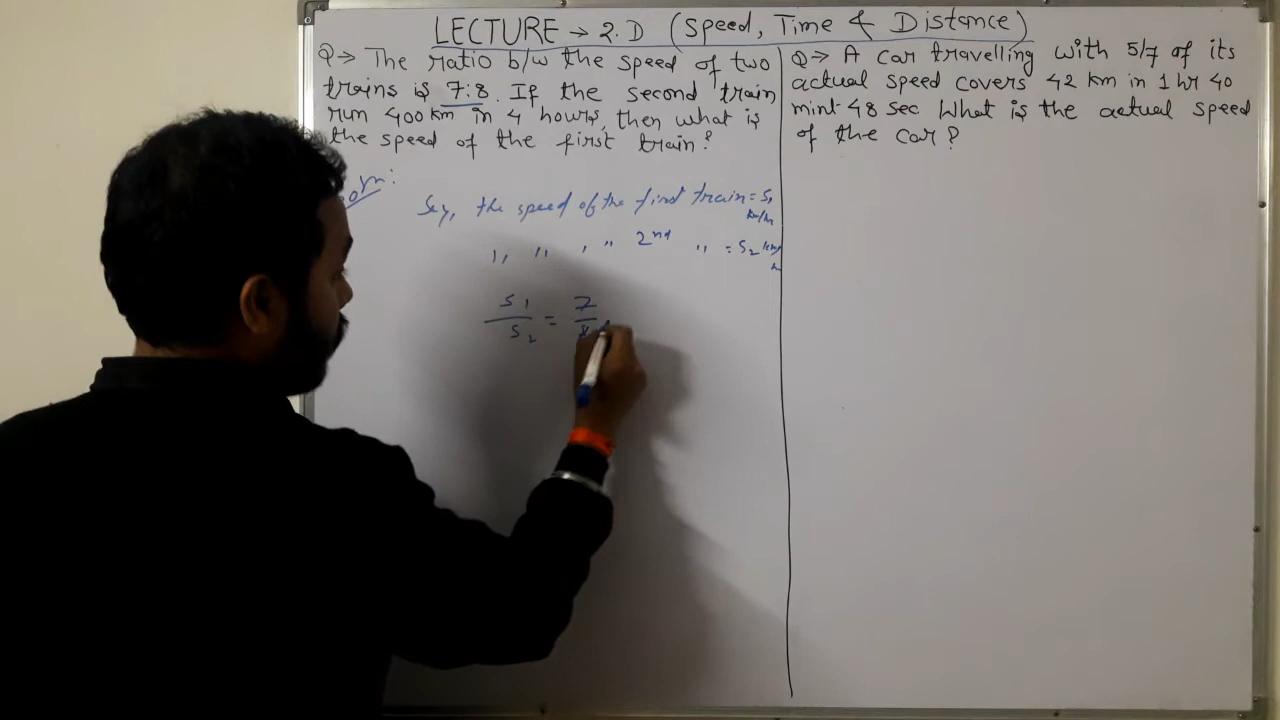 LECTURE → 2.D (Speed, Time & Distance)
Q→ The ratio b/w the speed of two
trains is 7:8. If the second train
run 400 km in 4 hours, then what is
the speed of the first train?
Say, the speed of the first train = S1
km/hr
,, ,, ,, ,, 2nd ,, = S2 km/
h
S1 / S2 = 7 / 8
Q→ A car travelling with 5/7 of its
actual speed covers 42 km in 1 hr 40
mint 48 sec What is the actual speed
of the car?